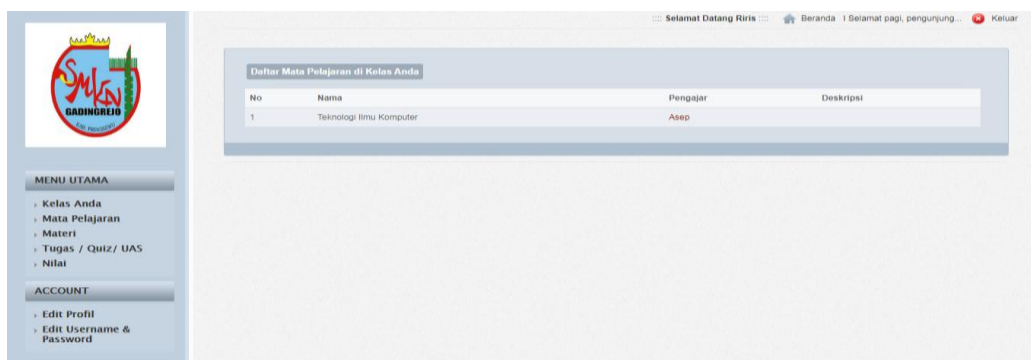 :::: Selamat Datang Riris :::: Beranda I Selamat pagi, pengunjung... Keluar
SMKN
GADINGREJO
Daftar Mata Pelajaran di Kelas Anda
No Nama Pengajar Deskripsi
1 Teknologi Ilmu Komputer Asep
MENU UTAMA
Kelas Anda
Mata Pelajaran
Materi
Tugas / Quiz/ UAS
Nilai
ACCOUNT
Edit Profil
Edit Username &
Password